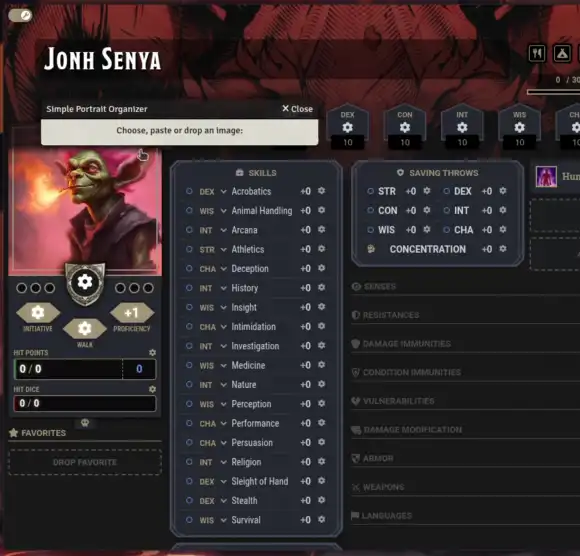 Jonh Senya
0 / 30
Simple Portrait Organizer
Close
Choose, paste or drop an image:
DEX
CON
INT
WIS
10
10
10
10
10
SKILLS
DEX Acrobatics +0
WIS Animal Handling +0
INT Arcana +0
STR Athletics +0
CHA Deception +0
INT History +0
WIS Insight +0
CHA Intimidation +0
INT Investigation +0
WIS Medicine +0
INT Nature +0
WIS Perception +0
CHA Performance +0
CHA Persuasion +0
INT Religion +0
DEX Sleight of Hand +0
DEX Stealth +0
WIS Survival +0
SAVING THROWS
STR +0 DEX +0
CON +0 INT +0
WIS +0 CHA +0
CONCENTRATION +0
SENSES
RESISTANCES
DAMAGE IMMUNITIES
CONDITION IMMUNITIES
VULNERABILITIES
DAMAGE MODIFICATION
ARMOR
WEAPONS
LANGUAGES
+1
INITIATIVE
PROFICIENCY
WALK
HIT POINTS
0 / 0 0
HIT DICE
0 / 0
FAVORITES
DROP FAVORITE